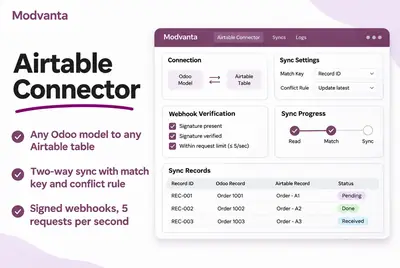 Modvanta
Airtable
Connector
Any Odoo model to any
Airtable table
Two-way sync with match
key and conflict rule
Signed webhooks, 5
requests per second
Modvanta
Airtable Connector
Syncs
Logs
Connection
Odoo
Model
Airtable
Table
Sync Settings
Match Key
Record ID
Conflict Rule
Update latest
Webhook Verification
Signature present
Signature verified
Within request limit (≤ 5/sec)
Sync Progress
Read
Match
Sync
Sync Records
Record ID Odoo Record Airtable Record Status
REC-001 Order 1001 Order - A1 Pending
REC-002 Order 1002 Order - A2 Done
REC-003 Order 1003 Order - A3 Received